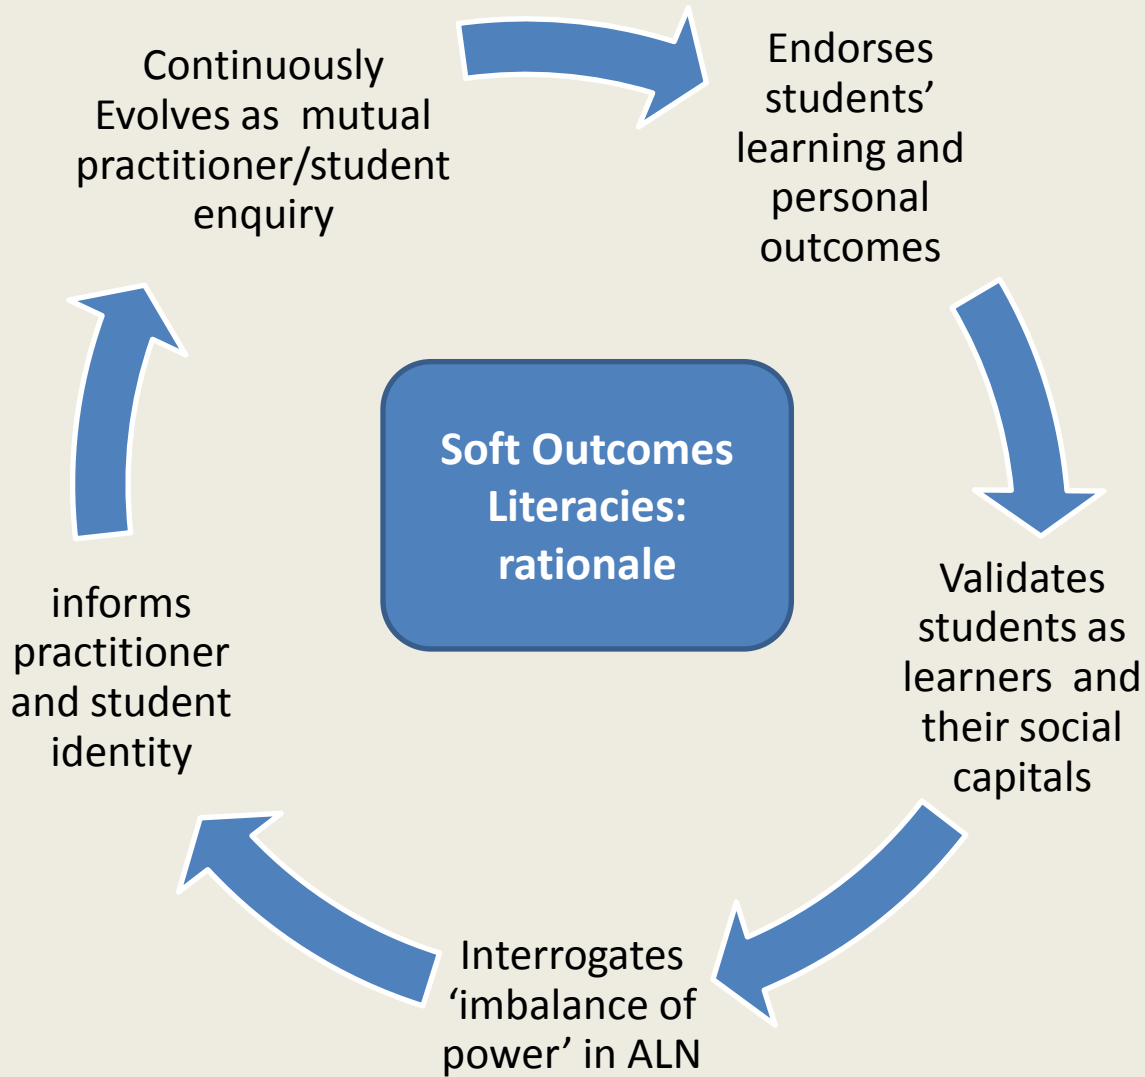 Continuously
Evolves as  mutual
practitioner/student
enquiry
Endorses
students’
learning and
personal
outcomes
Soft Outcomes
Literacies:
rationale
Validates
students as
learners  and
their social
capitals
Interrogates
‘imbalance of
power’ in ALN
informs
practitioner
and student
identity